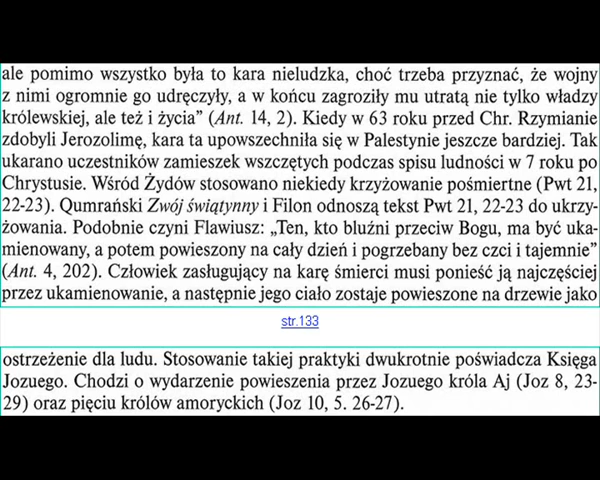 ale pomimo wszystko była to kara nieludzka, choć trzeba przyznać, że wojny
z nimi ogromnie go udręczyły, a w końcu zagroziły mu utratą nie tylko władzy
królewskiej, ale też i życia” (Ant. 14, 2). Kiedy w 63 roku przed Chr. Rzymianie
zdobyli Jerozolimę, kara ta upowszechniła się w Palestynie jeszcze bardziej. Tak
ukarano uczestników zamieszek wszczętych podczas spisu ludności w 7 roku po
Chrystusie. Wśród Żydów stosowano niekiedy krzyżowanie pośmiertne (Pwt 21,
22-23). Qumrański Zwój świątynny i Filon odnoszą tekst Pwt 21, 22-23 do ukrzy-
żowania. Podobnie czyni Flawiusz: „Ten, kto bluźni przeciw Bogu, ma być uka-
mienowany, a potem powieszony na cały dzień i pogrzebany bez czci i tajemnie”
(Ant. 4, 202). Człowiek zasługujący na karę śmierci musi ponieść ją najczęściej
przez ukamienowanie, a następnie jego ciało zostaje powieszone na drzewie jako
str.133
ostrzeżenie dla ludu. Stosowanie takiej praktyki dwukrotnie poświadcza Księga
Jozuego. Chodzi o wydarzenie powieszenia przez Jozuego króla Aj (Joz 8, 23-
29) oraz pięciu królów amoryckich (Joz 10, 5. 26-27).